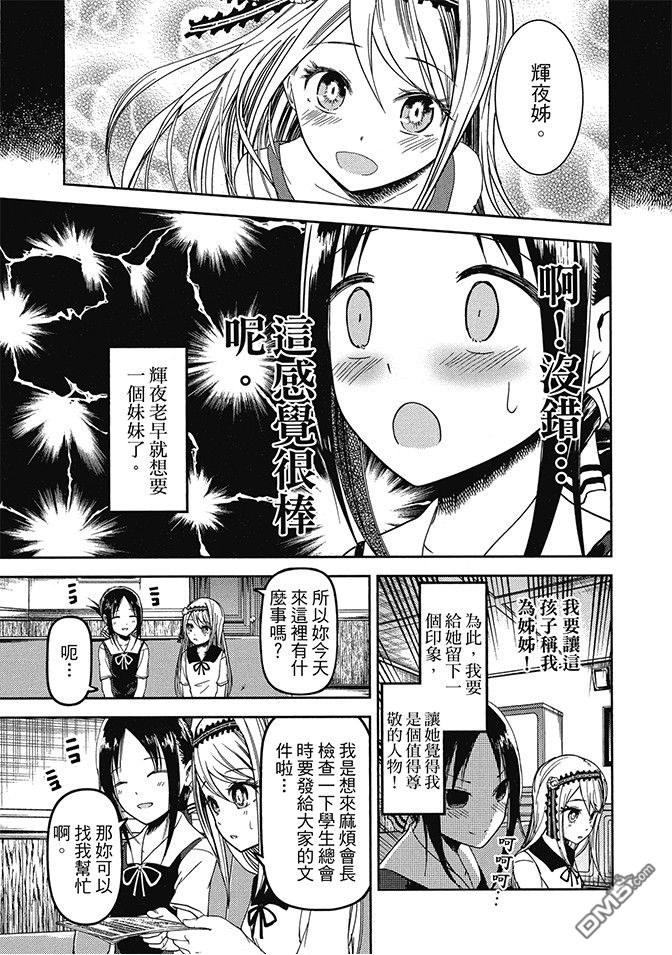 輝夜姊。
啊！沒錯…
這感覺很棒
呢。
輝夜老早就想要
一個妹妹了。
我要讓這
孩子稱我
為姊姊！
為此，我要
給她留下一
個印象，
讓她覺得我
是個值得尊
敬的人物！
呵呵呵…
所以妳今天
來這裡有什
麼事嗎？
呃…
我是想來麻煩會長
檢查一下學生總會
時要發給大家的文
件啦…
那妳可以
找我幫忙
啊。
DM5.com